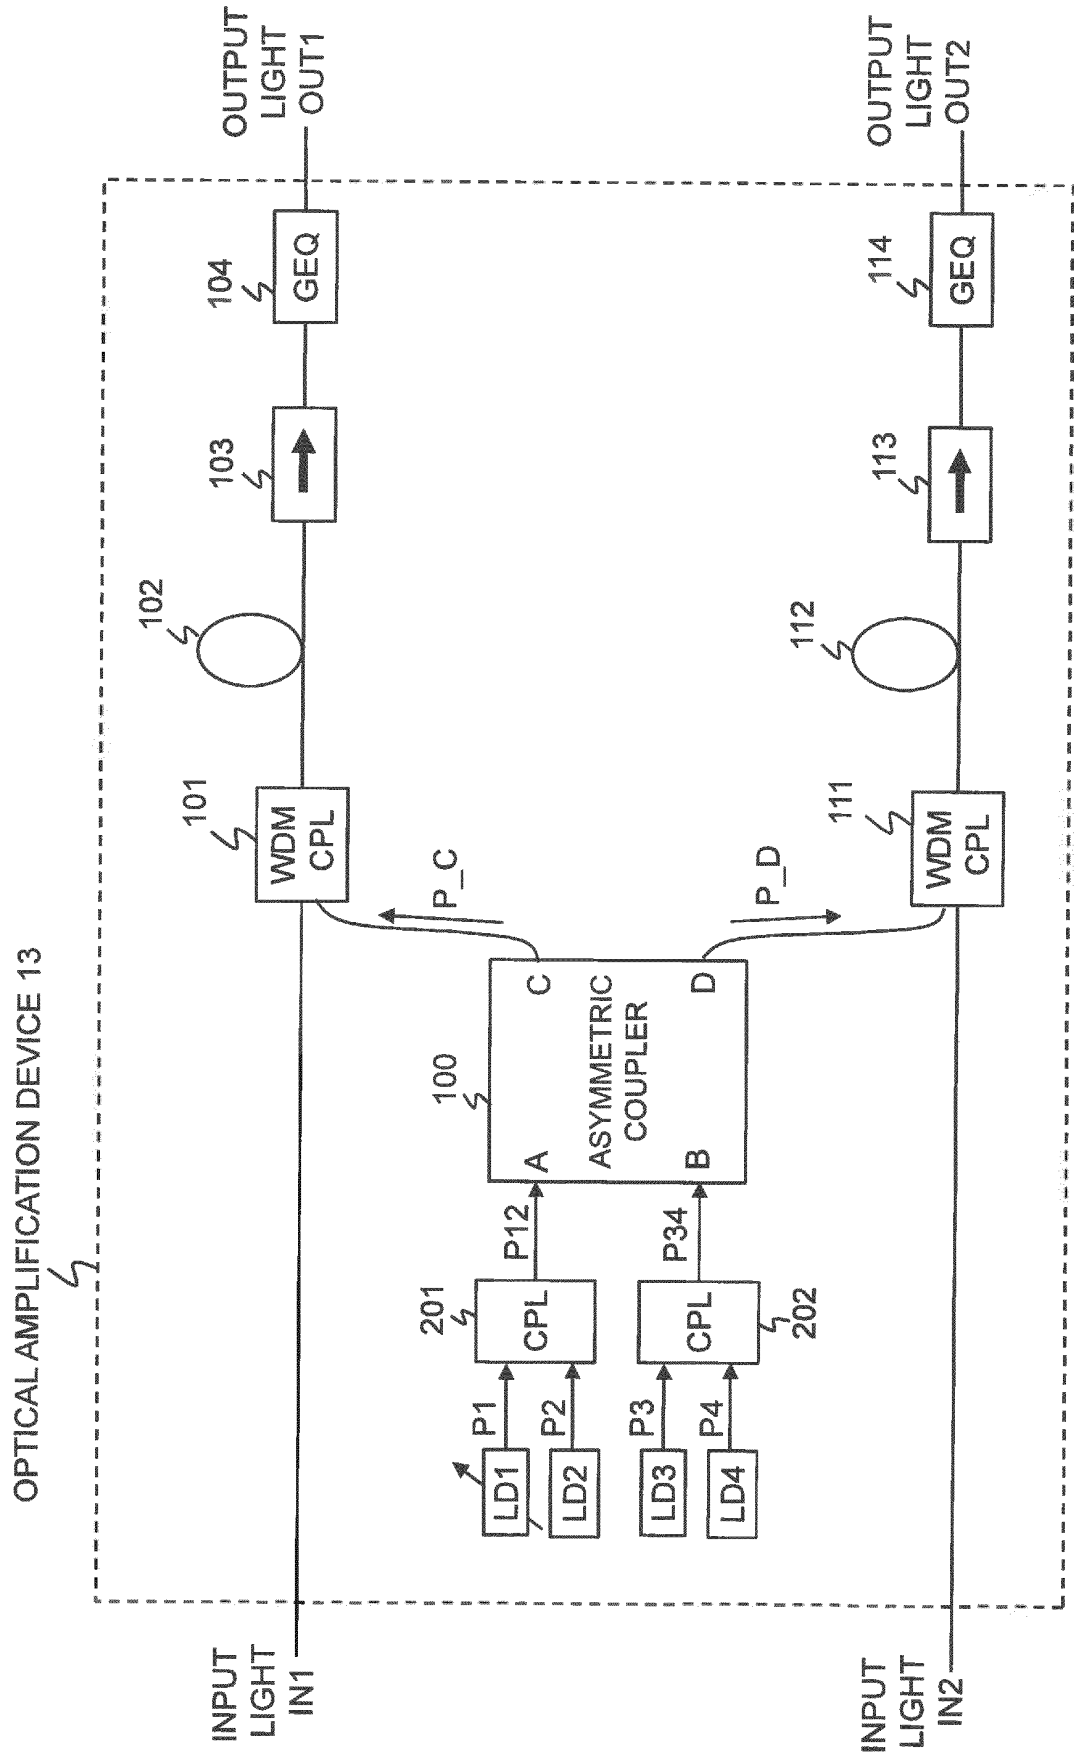 OPTICAL AMPLIFICATION DEVICE 13
INPUT
LIGHT
IN1
101
WDM
CPL
102
103
104
GEQ
OUTPUT
LIGHT
OUT1
P_C
LD1
P1
LD2
P2
201
CPL
P12
100
A
C
ASYMMETRIC
COUPLER
B
D
LD3
P3
LD4
P4
CPL
202
P34
P_D
INPUT
LIGHT
IN2
111
WDM
CPL
112
113
114
GEQ
OUTPUT
LIGHT
OUT2